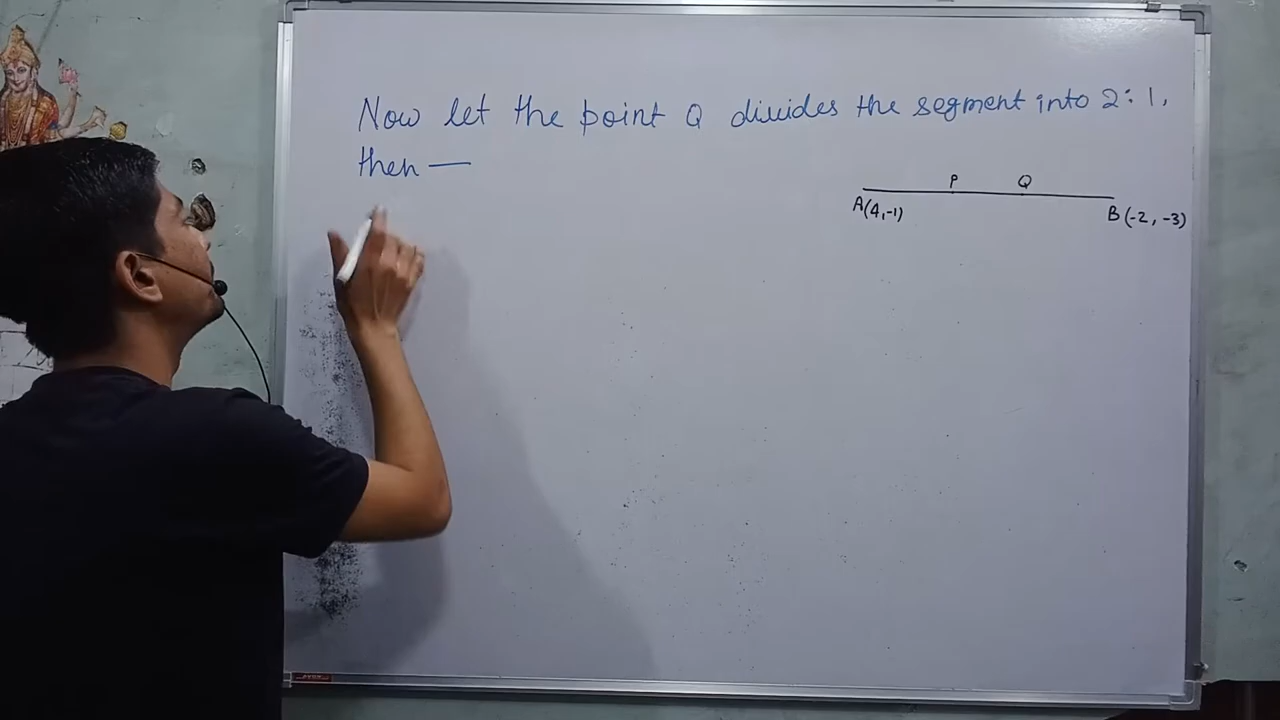 Now let the point Q divides the segment into 2:1,
then —
P Q
A(4,-1) B(-2, -3)